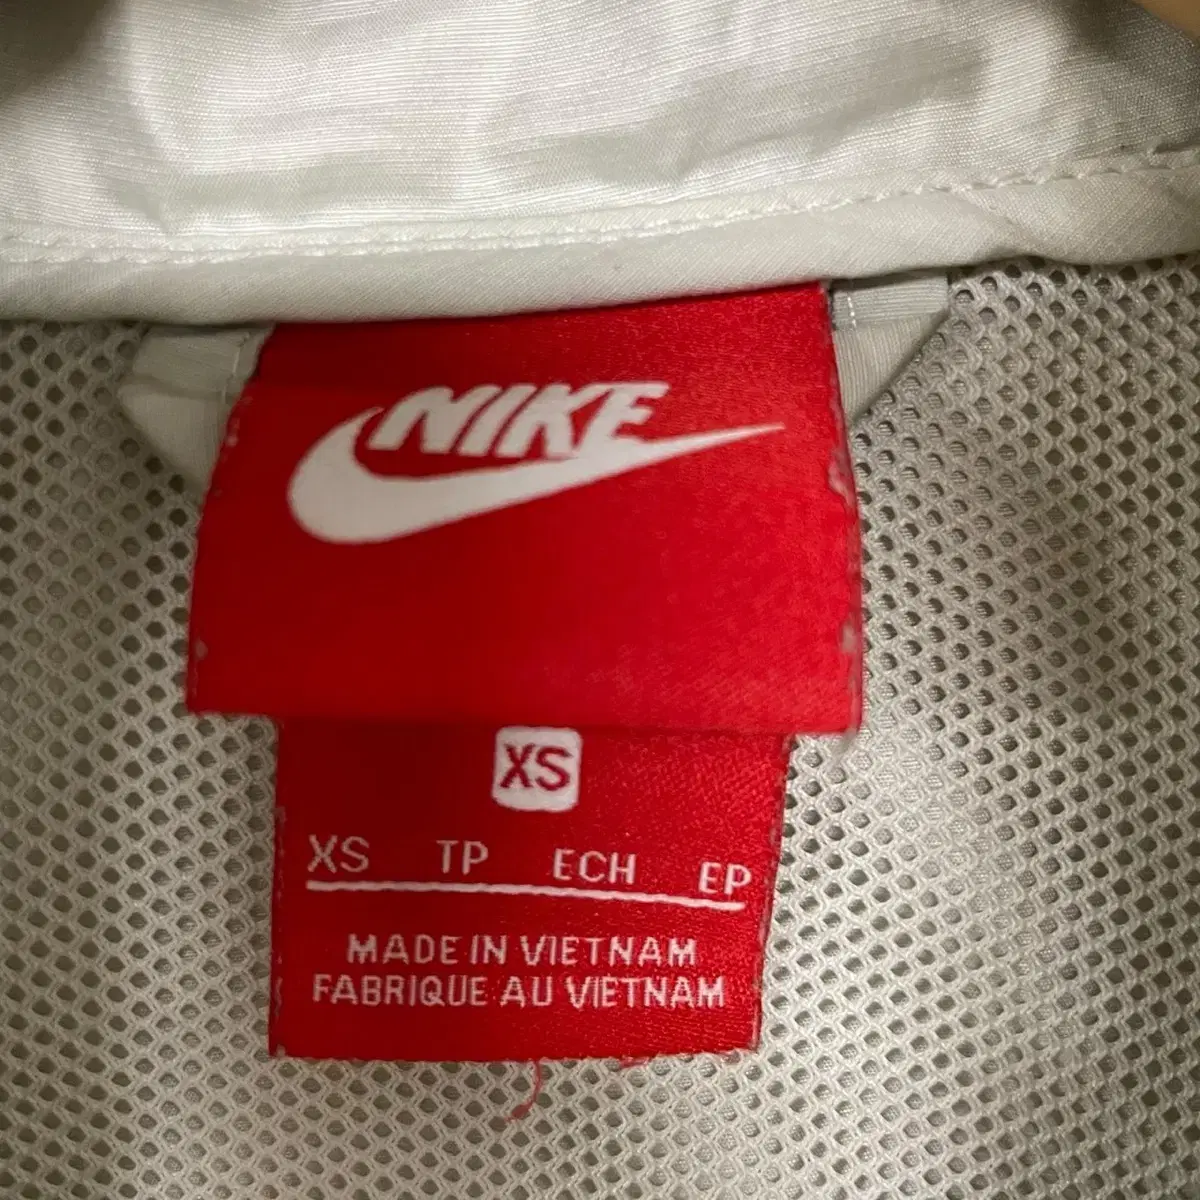 NIKE
XS
XS TP ECH EP
MADE IN VIETNAM
FABRIQUE AU VIETNAM